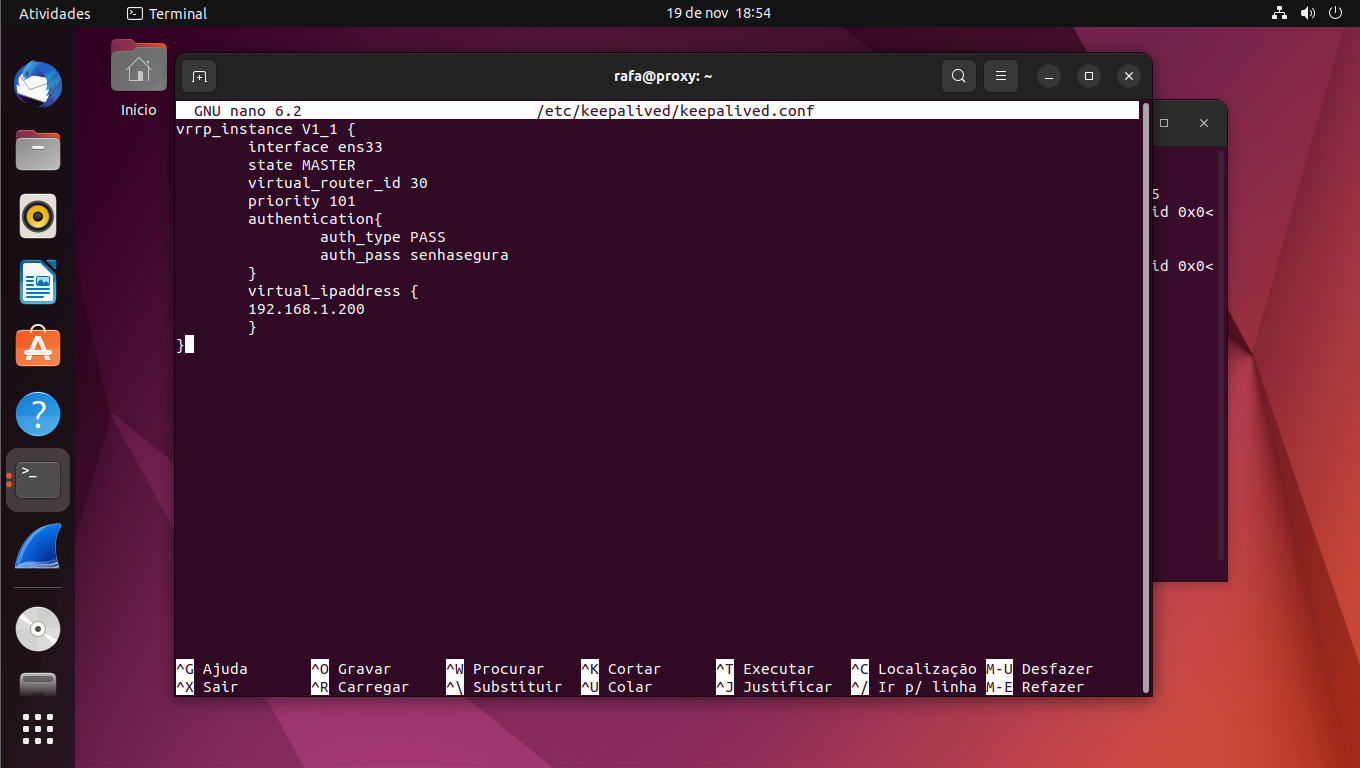 Atividades Terminal 19 de nov 18:54
Início
rafa@proxy: ~
GNU nano 6.2 /etc/keepalived/keepalived.conf
vrrp_instance V1_1 {
interface ens33
state MASTER
virtual_router_id 30
priority 101
authentication{
auth_type PASS
auth_pass senhasegura
}
virtual_ipaddress {
192.168.1.200
}
}
5
id 0x0<
id 0x0<
^G Ajuda ^O Gravar ^W Procurar ^K Cortar ^T Executar ^C Localização M-U Desfazer
^X Sair ^R Carregar ^\ Substituir ^U Colar ^J Justificar ^/ Ir p/ linha M-E Refazer